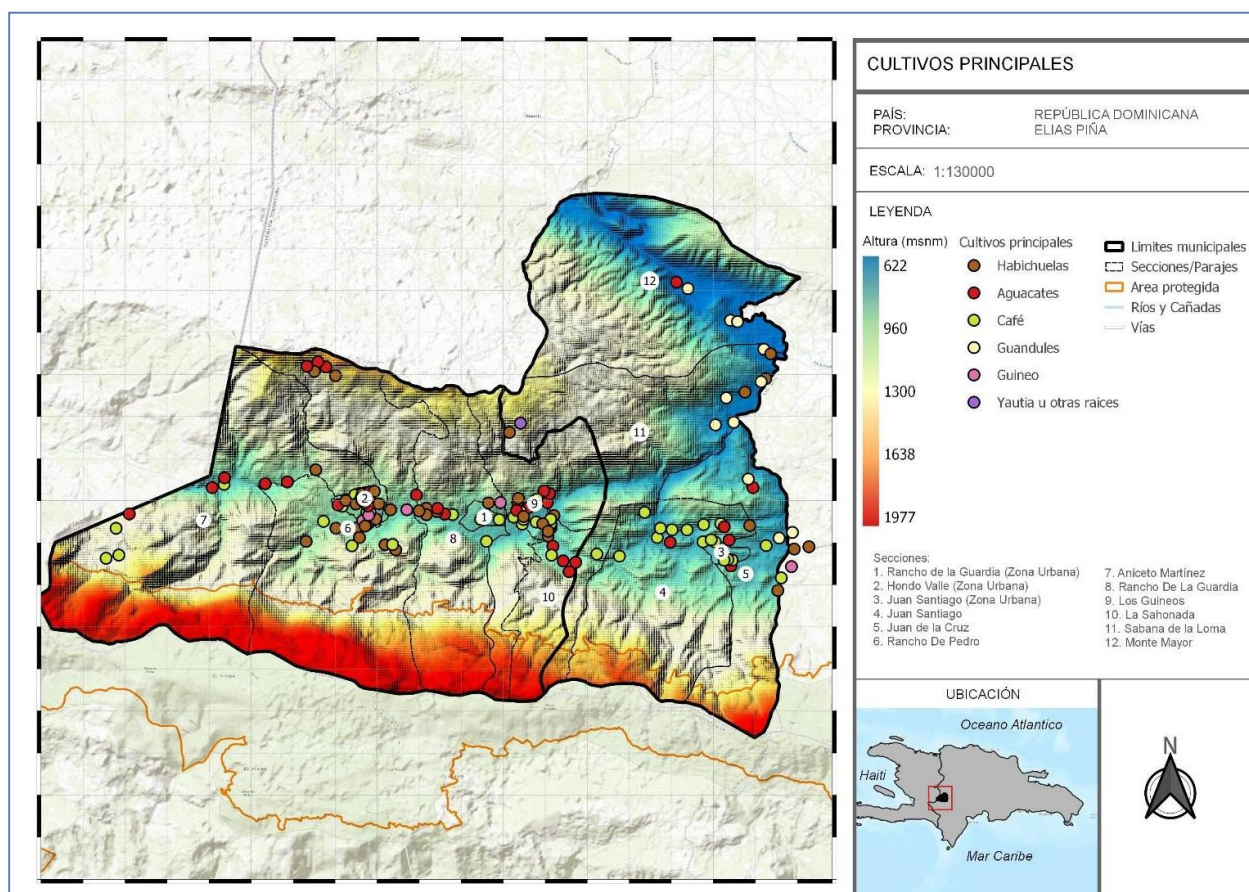 CULTIVOS PRINCIPALES
PAÍS: REPÚBLICA DOMINICANA
PROVINCIA: ELIAS PIÑA
ESCALA: 1:130000
LEYENDA
Altura (msnm)
622
960
1300
1638
1977
Cultivos principales
Habichuelas
Aguacates
Café
Guandules
Guineo
Yautia u otras raices
Limites municipales
Secciones/Parajes
Area protegida
Ríos y Cañadas
Vías
Secciones:
1. Rancho de la Guardia (Zona Urbana)
2. Hondo Valle (Zona Urbana)
3. Juan Santiago (Zona Urbana)
4. Juan Santiago
5. Juan de la Cruz
6. Rancho De Pedro
7. Aniceto Martínez
8. Rancho De La Guardia
9. Los Guineos
10. La Sahonada
11. Sabana de la Loma
12. Monte Mayor
UBICACIÓN
Oceano Atlantico
Haiti
Mar Caribe
N
12
11
7
2
6
1
9
8
10
3
5
4